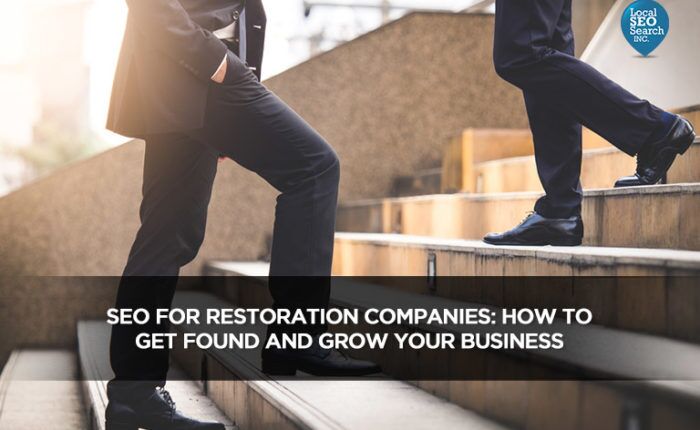 Local
SEO
Search
INC.
SEO FOR RESTORATION COMPANIES: HOW TO
GET FOUND AND GROW YOUR BUSINESS